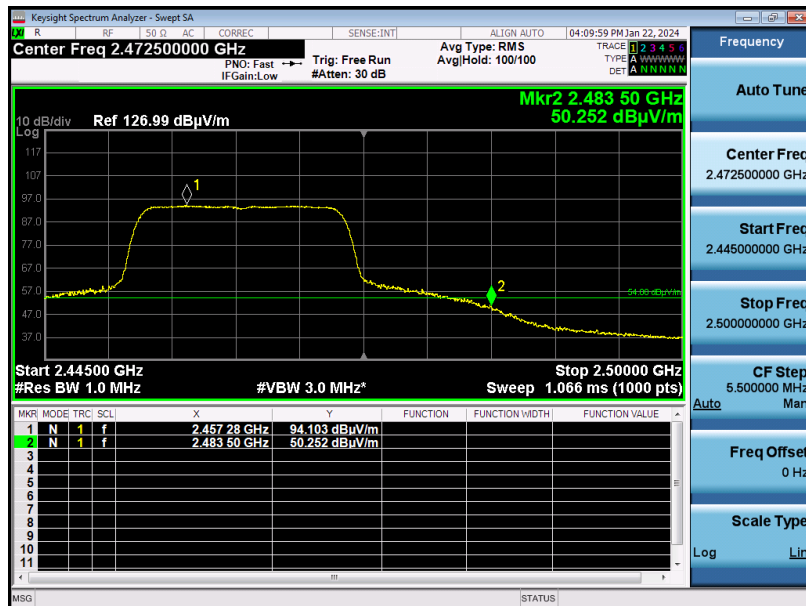 Keysight Spectrum Analyzer - Swept SA
LXI R RF 50 Ω AC CORREC SENSE:INT ALIGN AUTO 04:09:59 PM Jan 22, 2024
Center Freq 2.472500000 GHz
PNO: Fast
IFGain:Low
Trig: Free Run
#Atten: 30 dB
Avg Type: RMS
Avg|Hold: 100/100
TRACE 1 2 3 4 5 6
TYPE A WWWWW
DET A N N N N N
Mkr2 2.483 50 GHz
50.252 dBµV/m
10 dB/div Ref 126.99 dBµV/m
Log
117
107
97.0
87.0
77.0
67.0
57.0
47.0
37.0
1
2
54.00 dBµV/m
Start 2.44500 GHz Stop 2.50000 GHz
#Res BW 1.0 MHz #VBW 3.0 MHz* Sweep 1.066 ms (1000 pts)
MKR MODE TRC SCL X Y FUNCTION FUNCTION WIDTH FUNCTION VALUE
1 N 1 f 2.457 28 GHz 94.103 dBµV/m
2 N 1 f 2.483 50 GHz 50.252 dBµV/m
3
4
5
6
7
8
9
10
11
MSG STATUS
Frequency
Auto Tune
Center Freq
2.472500000 GHz
Start Freq
2.445000000 GHz
Stop Freq
2.500000000 GHz
CF Step
5.500000 MHz
Auto Man
Freq Offset
0 Hz
Scale Type
Log Lin